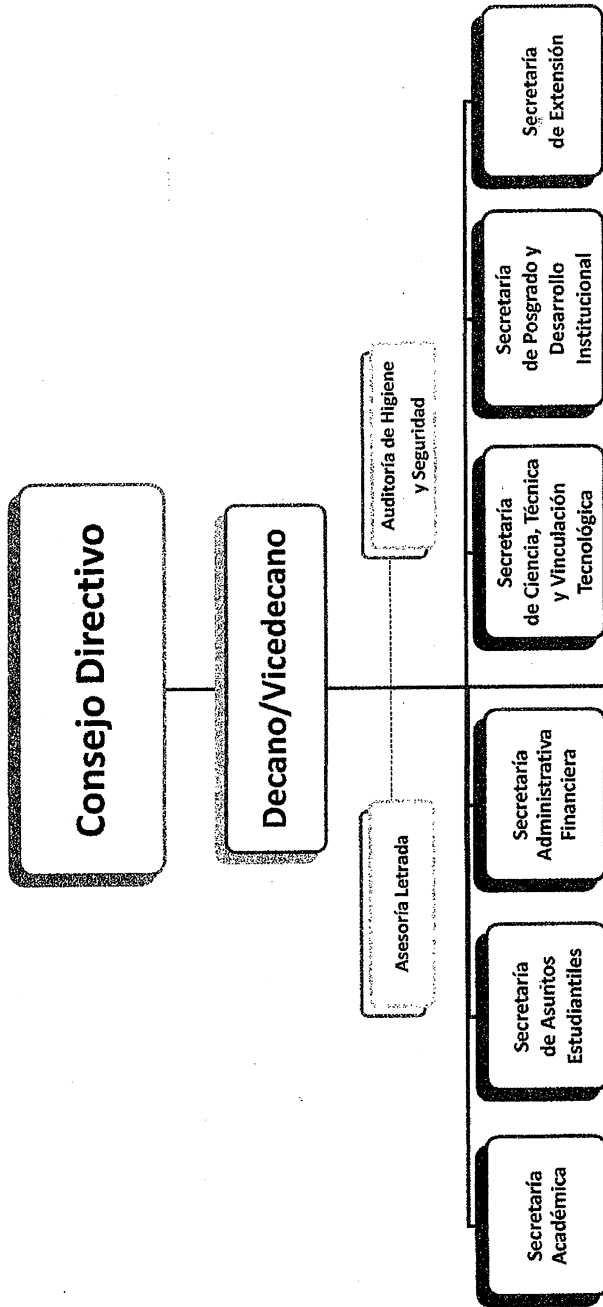 Consejo Directivo
Decano/Vicedecano
Asesoría Letrada
Auditoría de Higiene
y Seguridad
Secretaría
Académica
Secretaría
de Asuntos
Estudiantiles
Secretaría
Administrativa
Financiera
Secretaría
de Ciencia, Técnica
y Vinculación
Tecnológica
Secretaría
de Posgrado y
Desarrollo
Institucional
Secretaría
de Extensión